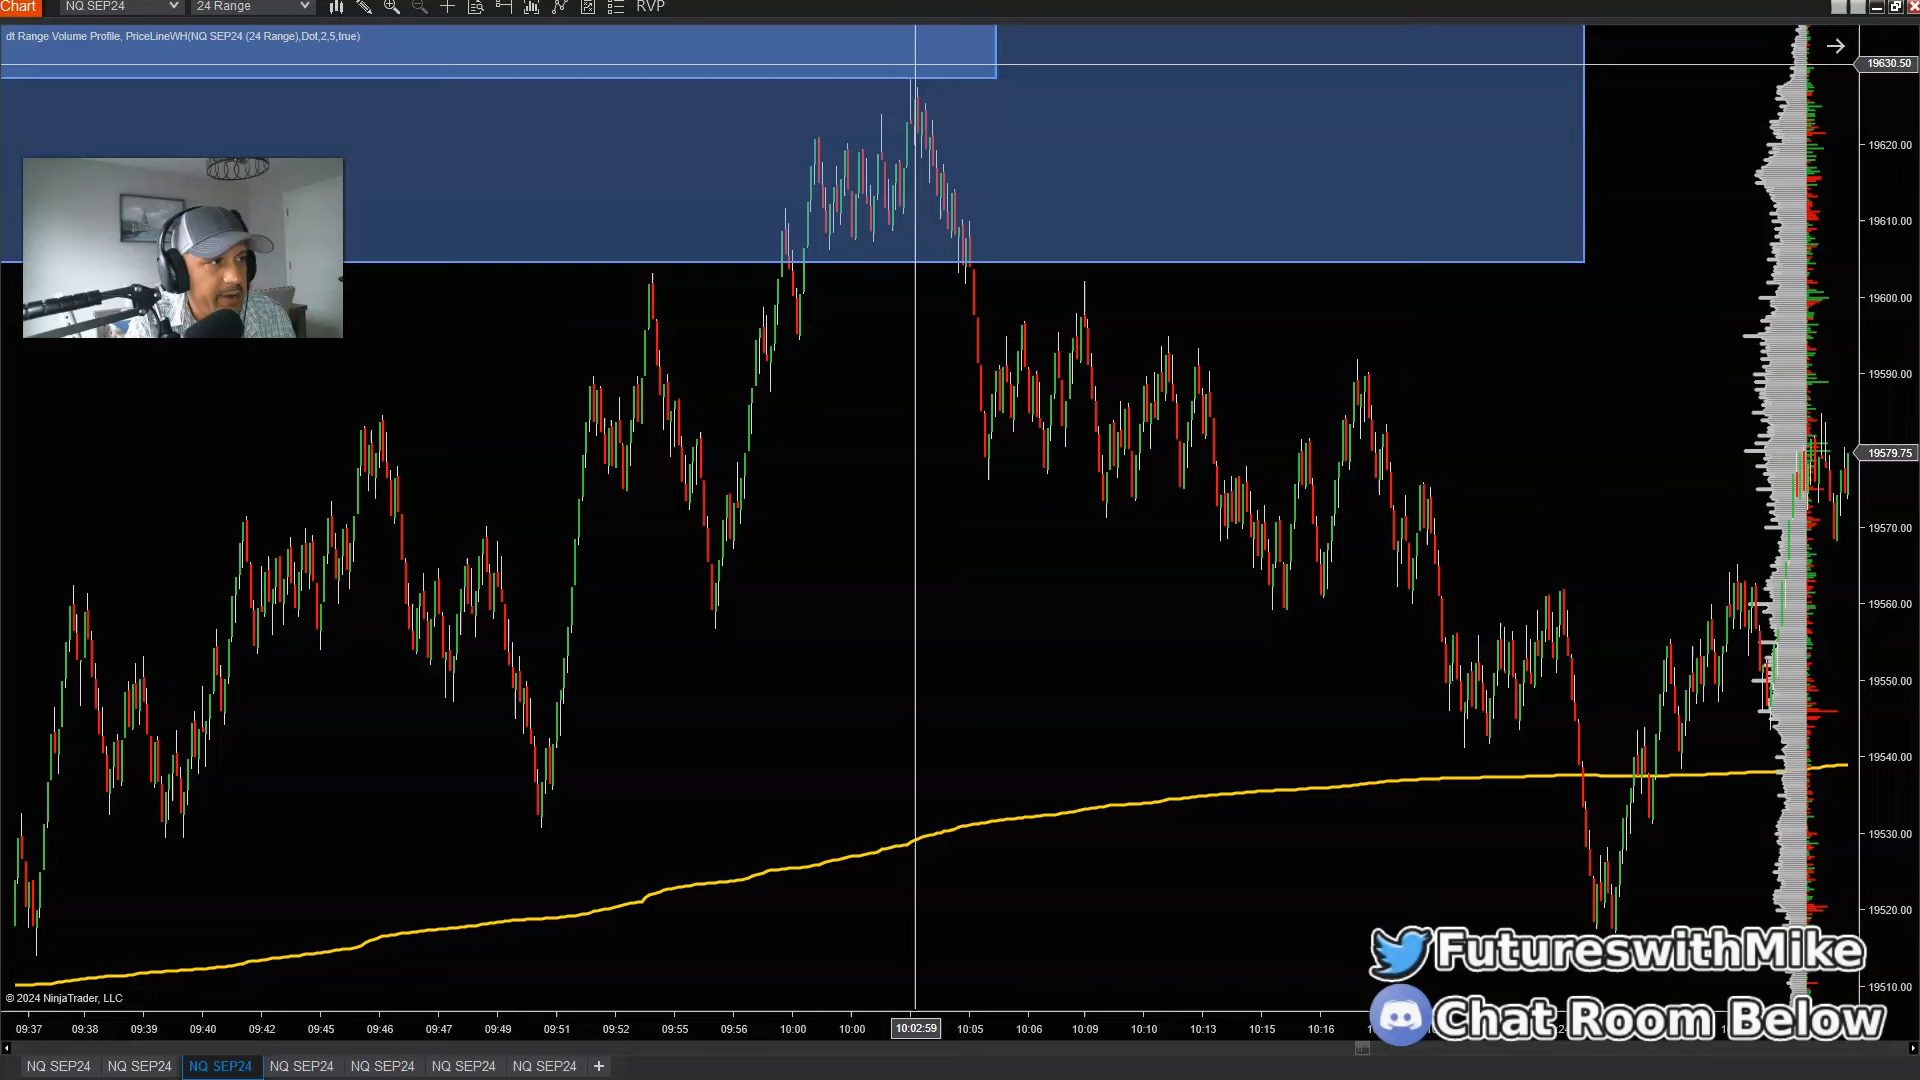 Chart
NQ SEP24
24 Range
RVP
dt Range Volume Profile, PriceLineWH(NQ SEP24 (24 Range),Dot,2,5,true)
19630.50
19620.00
19610.00
19600.00
19590.00
19579.75
19570.00
19560.00
19550.00
19540.00
19530.00
19520.00
19510.00
FutureswithMike
Chat Room Below
© 2024 NinjaTrader, LLC
09:37 09:38 09:39 09:40 09:42 09:45 09:46 09:47 09:49 09:51 09:52 09:55 09:56 10:00 10:00 10:02:59 10:05 10:06 10:09 10:10 10:13 10:15 10:16
NQ SEP24 NQ SEP24 NQ SEP24 NQ SEP24 NQ SEP24 NQ SEP24 NQ SEP24 +